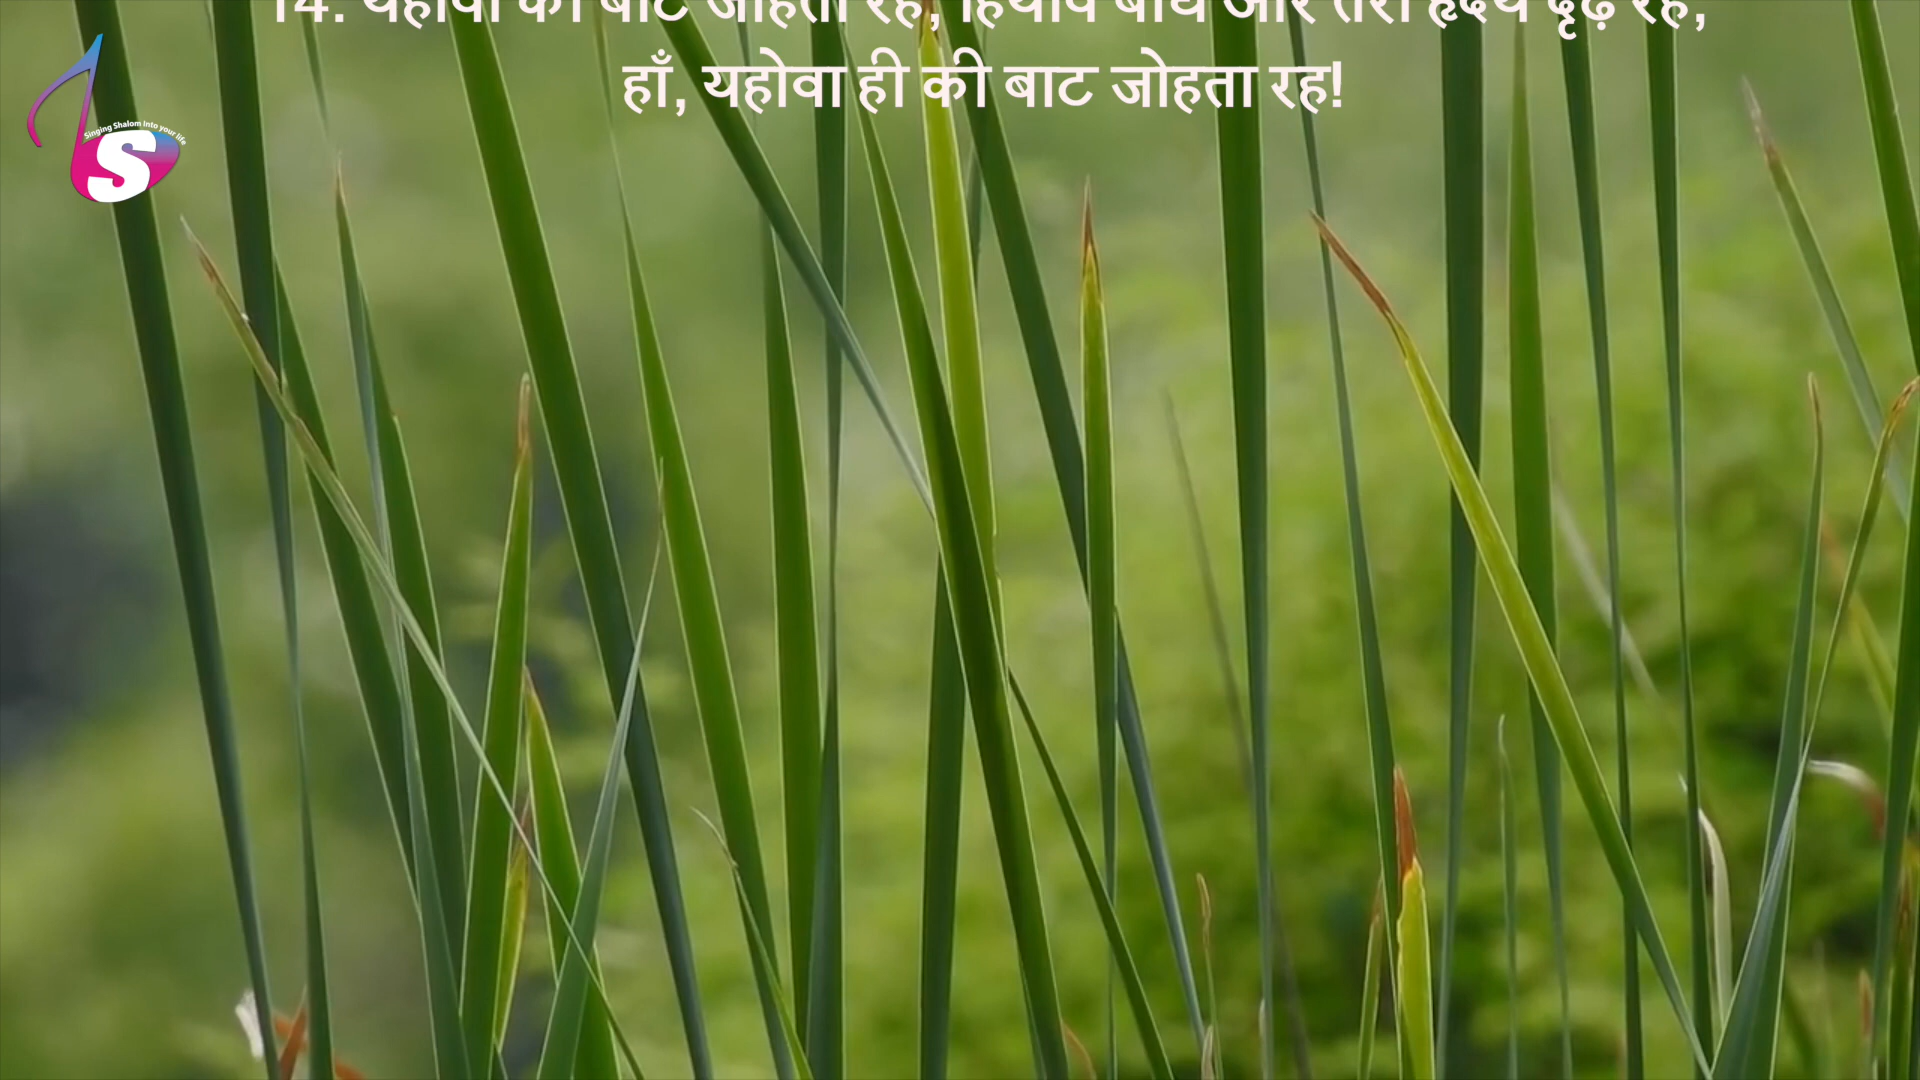 14. यहोवा की बाट जोहता रह; हियाव बाँध और तेरा हृदय दृढ़ रहे;
हाँ, यहोवा ही की बाट जोहता रह!
Singing Shalom Into your life
S